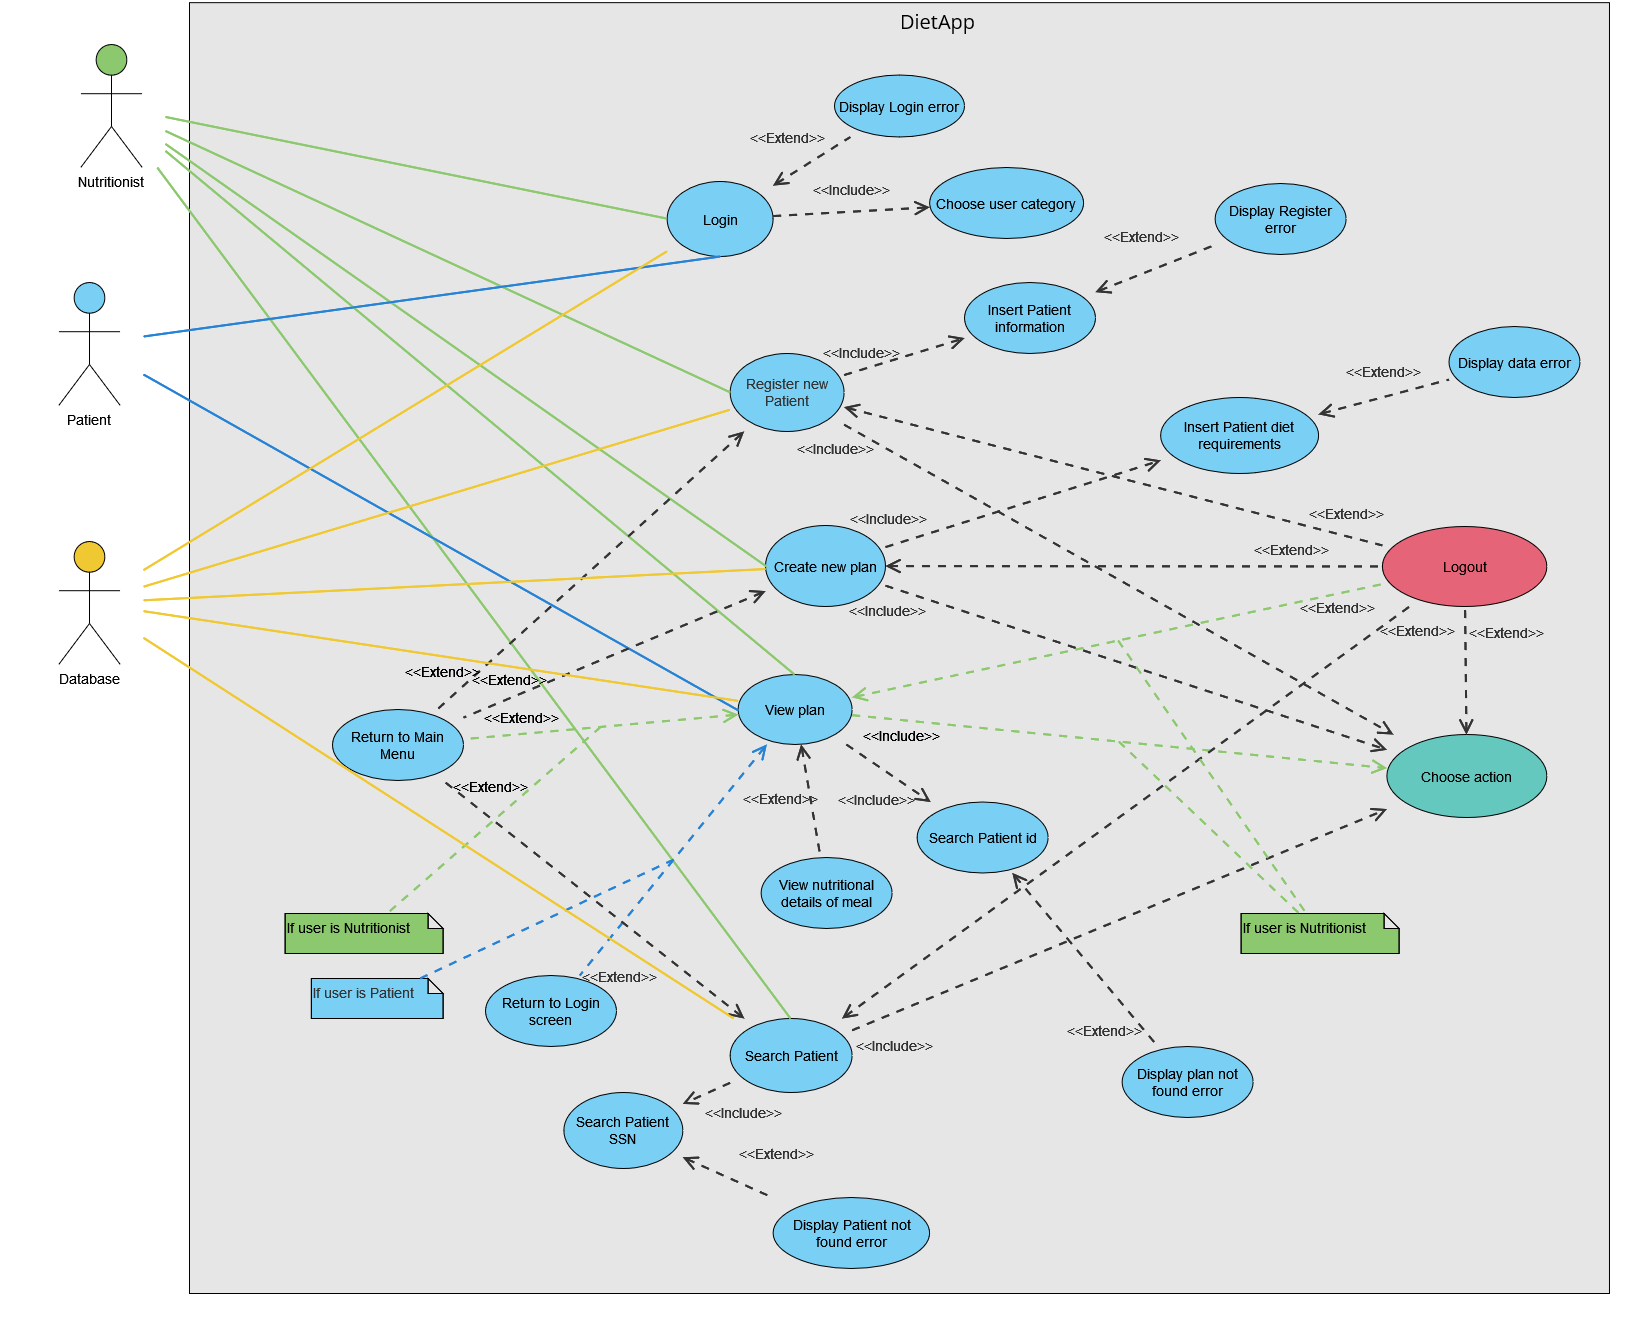 DietApp
Display Login error
<<Extend>>
Nutritionist
<<Include>>
Choose user category
Login
Display Register
error
<<Extend>>
Insert Patient
information
<<Include>>
Display data error
<<Extend>>
Register new
Patient
Patient
Insert Patient diet
requirements
<<Include>>
<<Extend>>
<<Include>>
<<Extend>>
Create new plan
Logout
<<Include>>
<<Extend>>
<<Extend>>
<<Extend>>
Database
<<Extend>>
<<Extend>>
<<Extend>>
View plan
Return to Main
Menu
<<Include>>
Choose action
<<Extend>>
<<Extend>>
<<Include>>
Search Patient id
View nutritional
details of meal
If user is Nutritionist
If user is Nutritionist
<<Extend>>
If user is Patient
Return to Login
screen
<<Extend>>
<<Include>>
Search Patient
Display plan not
found error
<<Include>>
Search Patient
SSN
<<Extend>>
Display Patient not
found error